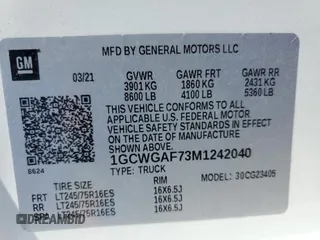 GM
MFD BY GENERAL MOTORS LLC
03/21 GVWR GAWR FRT GAWR RR
3901 KG 1860 KG 2431 KG
8600 LB 4100 LB 5360 LB
THIS VEHICLE CONFORMS TO ALL
APPLICABLE U.S. FEDERAL MOTOR
VEHICLE SAFETY STANDARDS IN
EFFECT ON THE DATE OF
MANUFACTURE SHOWN ABOVE.
1GCWGAF73M1242040
TYPE: TRUCK
8624 39CG23405
TIRE SIZE RIM
FRT LT245/75R16ES 16X6.5J
RR LT245/75R16ES 16X6.5J
SPA LT245/75R16ES 16X6.5J